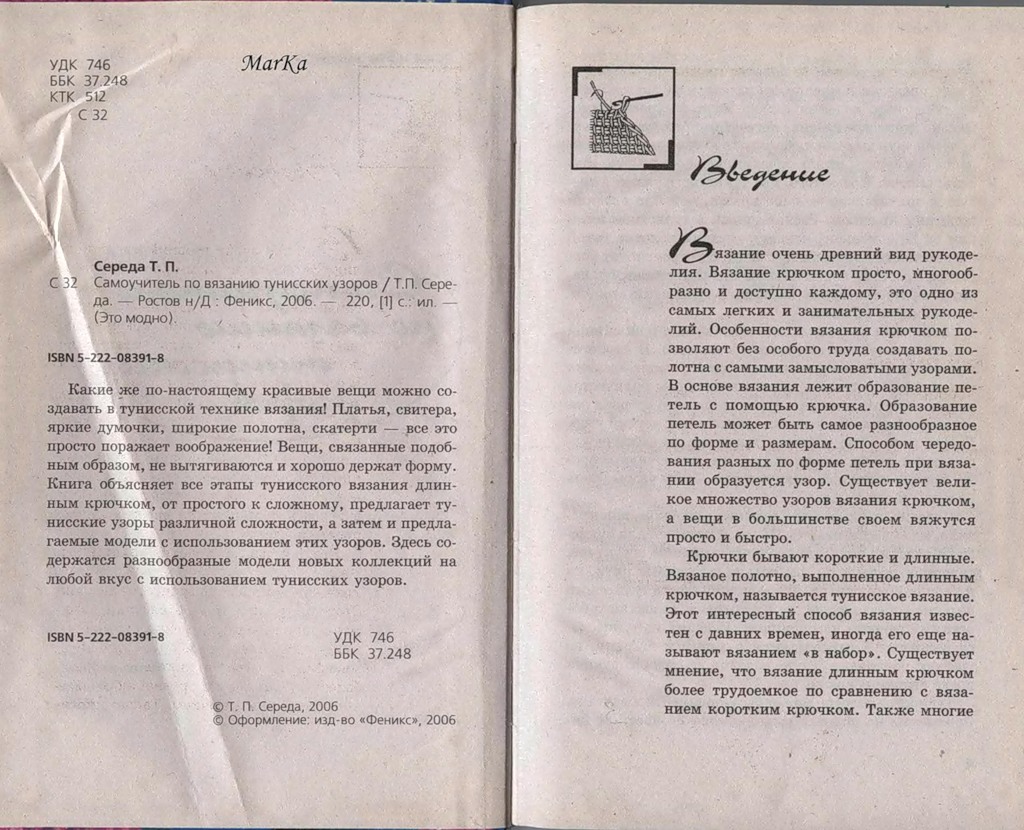 УДК 746
ББК 37.248
КТК 512
С 32
MarKa
Середа Т. П.
С 32 Самоучитель по вязанию тунисских узоров / Т.П. Сере-
да. — Ростов н/Д : Феникс, 2006. — 220, [1] с.: ил. —
(Это модно).
ISBN 5-222-08391-8
Какие же по-настоящему красивые вещи можно со-
здавать в тунисской технике вязания! Платья, свитера,
яркие думочки, широкие полотна, скатерти — все это
просто поражает воображение! Вещи, связанные подоб-
ным образом, не вытягиваются и хорошо держат форму.
Книга объясняет все этапы тунисского вязания длин-
ным крючком, от простого к сложному, предлагает ту-
нисские узоры различной сложности, а затем и предла-
гаемые модели с использованием этих узоров. Здесь со-
держатся разнообразные модели новых коллекций на
любой вкус с использованием тунисских узоров.
ISBN 5-222-08391-8
УДК 746
ББК 37.248
© Т. П. Середа, 2006
© Оформление: изд-во «Феникс», 2006
Введение
Вязание очень древний вид рукоде-
лия. Вязание крючком просто, многооб-
разно и доступно каждому, это одно из
самых легких и занимательных рукоде-
лий. Особенности вязания крючком по-
зволяют без особого труда создавать по-
лотна с самыми замысловатыми узорами.
В основе вязания лежит образование пе-
тель с помощью крючка. Образование
петель может быть самое разнообразное
по форме и размерам. Способом чередо-
вания разных по форме петель при вяза-
нии образуется узор. Существует вели-
кое множество узоров вязания крючком,
а вещи в большинстве своем вяжутся
просто и быстро.
Крючки бывают короткие и длинные.
Вязаное полотно, выполненное длинным
крючком, называется тунисское вязание.
Этот интересный способ вязания извес-
тен с давних времен, иногда его еще на-
зывают вязанием «в набор». Существует
мнение, что вязание длинным крючком
более трудоемкое по сравнению с вяза-
нием коротким крючком. Также многие